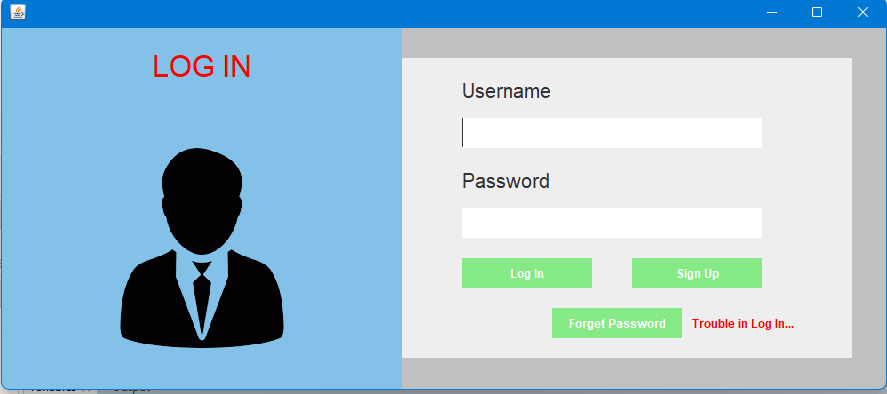 LOG IN
Username
Password
Log In
Sign Up
Forget Password
Trouble in Log In...